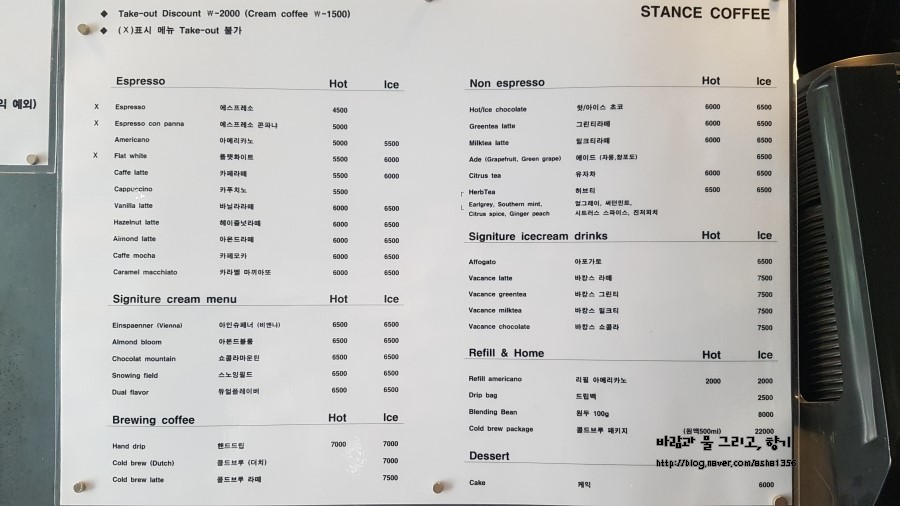 ◆ Take-out Discount ₩-2000 (Cream coffee ₩-1500)
◆ (X)표시 메뉴 Take-out 불가
STANCE COFFEE
익 예외)
Espresso Hot Ice
X Espresso 에스프레소 4500
X Espresso con panna 에스프레소 콘파나 5000
Americano 아메리카노 5000 5500
X Flat white 플랫화이트 5500 6000
Caffe latte 카페라떼 5500 6000
Cappuccino 카푸치노 5500
Vanilla latte 바닐라라떼 6000 6500
Hazelnut latte 헤이즐넛라떼 6000 6500
Almond latte 아몬드라떼 6000 6500
Caffe mocha 카페모카 6000 6500
Caramel macchiato 카라멜 마끼아또 6000 6500
Signiture cream menu
Einspaenner (Vienna) 아인슈페너 (비엔나) 6500 6500
Almond bloom 아몬드블룸 6500 6500
Chocolat mountain 쇼콜라마운틴 6500 6500
Snowing field 스노잉필드 6500 6500
Dual flavor 듀얼플레이버 6500 6500
Brewing coffee Hot Ice
Hand drip 핸드드립 7000 7000
Cold brew (Dutch) 콜드브루 (더치) 7000
Cold brew latte 콜드브루 라떼 7500
Non espresso Hot Ice
Hot/Ice chocolate 핫/아이스 초코 6000 6500
Greentea latte 그린티라떼 6000 6500
Milktea latte 밀크티라떼 6000 6500
Ade (Grapefruit, Green grape) 에이드 (자몽,청포도) 6500
Citrus tea 유자차 6000 6500
HerbTea 허브티 6500 6500
Earlgrey, Southern mint, 얼그레이, 써던민트,
Citrus spice, Ginger peach 시트러스 스파이스, 진저피치
Signiture icecream drinks Hot Ice
Affogato 아포가토 6500
Vacance latte 바캉스 라떼 7500
Vacance greentea 바캉스 그린티 7500
Vacance milktea 바캉스 밀크티 7500
Vacance chocolate 바캉스 쇼콜라 7500
Refill & Home Hot Ice
Refill americano 리필 아메리카노 2000 2000
Drip bag 드립백 2500
Blending Bean 원두 100g 8000
Cold brew package 콜드브루 패키지 (원액500ml) 22000
바람과 물 그리고, 향기
http://blog.naver.com/asha1356
Dessert
Cake 케익 6000